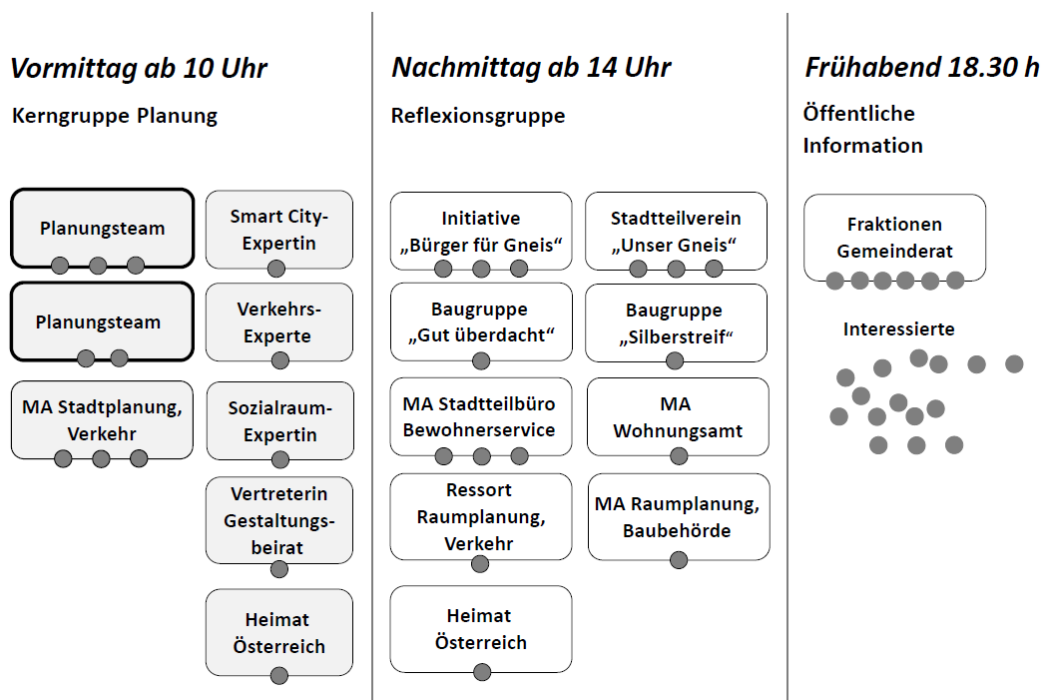 Vormittag ab 10 Uhr
Kerngruppe Planung
Planungsteam
Planungsteam
MA Stadtplanung,
Verkehr
Smart City-
Expertin
Verkehrs-
Experte
Sozialraum-
Expertin
Vertreterin
Gestaltungs-
beirat
Heimat
Österreich
Nachmittag ab 14 Uhr
Reflexionsgruppe
Initiative
„Bürger für Gneis“
Baugruppe
„Gut überdacht“
MA Stadtteilbüro
Bewohnerservice
Ressort
Raumplanung,
Verkehr
Heimat
Österreich
Stadtteilverein
„Unser Gneis“
Baugruppe
„Silberstreif“
MA
Wohnungsamt
MA Raumplanung,
Baubehörde
Frühabend 18.30 h
Öffentliche
Information
Fraktionen
Gemeinderat
Interessierte